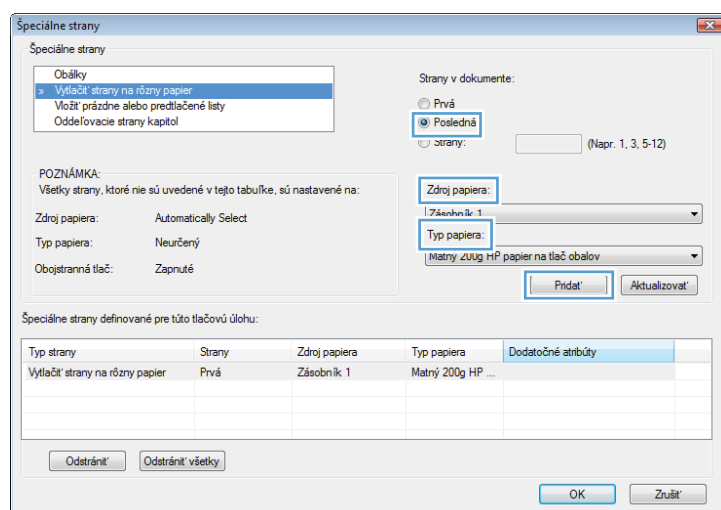 Špeciálne strany
Špeciálne strany
Obálky
» Vytlačiť strany na rôzny papier
Vložiť prázdne alebo predtlačené listy
Oddeľovacie strany kapitol
Strany v dokumente:
Prvá
Posledná
Strany: (Napr. 1, 3, 5-12)
POZNÁMKA:
Všetky strany, ktoré nie sú uvedené v tejto tabuľke, sú nastavené na:
Zdroj papiera: Automatically Select
Typ papiera: Neurčený
Obojstranná tlač: Zapnuté
Zdroj papiera:
Zásobník 1
Typ papiera:
Matný 200g HP papier na tlač obalov
Pridať Aktualizovať
Špeciálne strany definované pre túto tlačovú úlohu:
Typ strany Strany Zdroj papiera Typ papiera Dodatočné atribúty
Vytlačiť strany na rôzny papier Prvá Zásobník 1 Matný 200g HP ...
Odstrániť Odstrániť všetky
OK Zrušiť